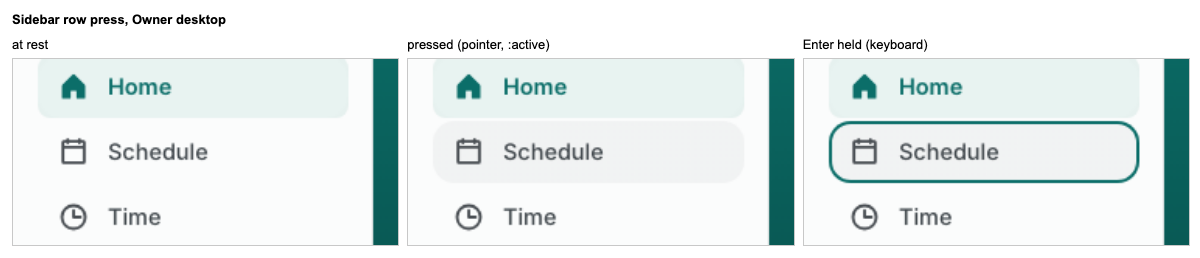 Sidebar row press, Owner desktop
at rest
pressed (pointer, :active)
Enter held (keyboard)
Home
Home
Home
Schedule
Schedule
Schedule
Time
Time
Time